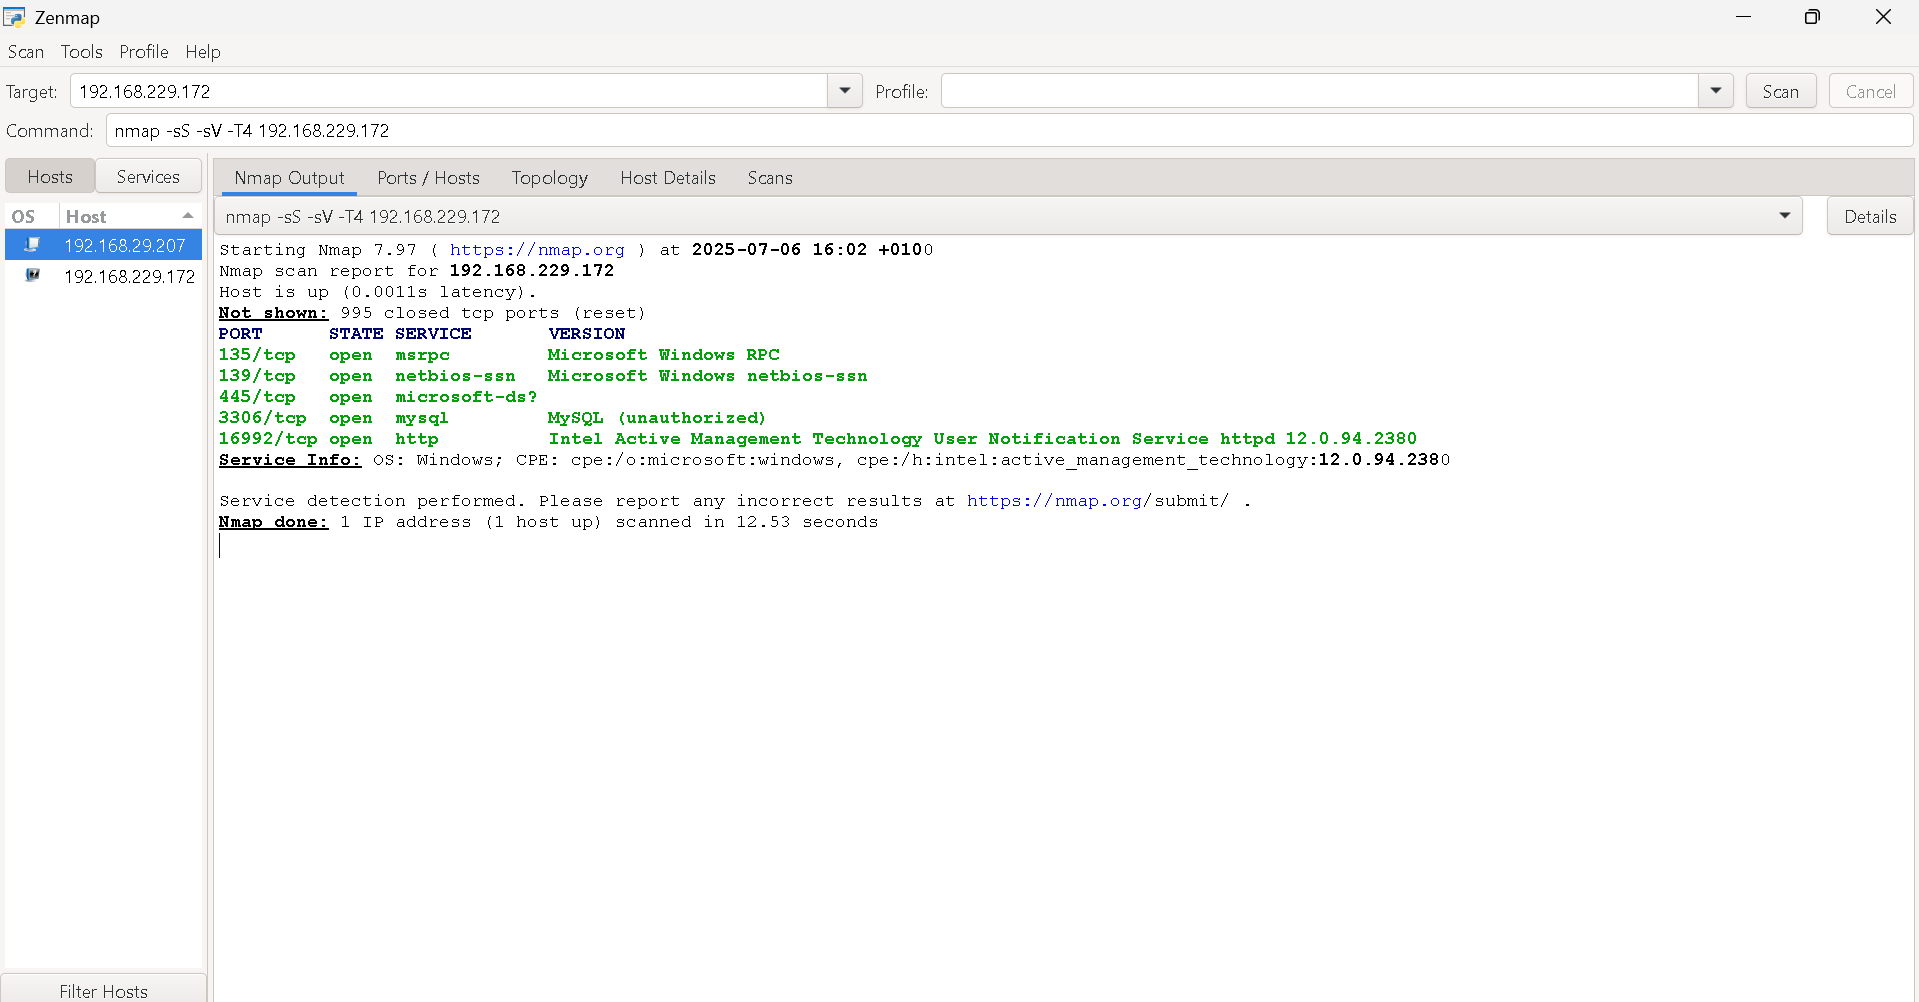 Zenmap
Scan Tools Profile Help
Target: 192.168.229.172 Profile: Scan Cancel
Command: nmap -sS -sV -T4 192.168.229.172
Hosts Services
Nmap Output Ports / Hosts Topology Host Details Scans
OS Host
nmap -sS -sV -T4 192.168.229.172 Details
192.168.29.207
192.168.229.172
Starting Nmap 7.97 ( https://nmap.org ) at 2025-07-06 16:02 +0100
Nmap scan report for 192.168.229.172
Host is up (0.0011s latency).
Not shown: 995 closed tcp ports (reset)
PORT STATE SERVICE VERSION
135/tcp open msrpc Microsoft Windows RPC
139/tcp open netbios-ssn Microsoft Windows netbios-ssn
445/tcp open microsoft-ds?
3306/tcp open mysql MySQL (unauthorized)
16992/tcp open http Intel Active Management Technology User Notification Service httpd 12.0.94.2380
Service Info: OS: Windows; CPE: cpe:/o:microsoft:windows, cpe:/h:intel:active_management_technology:12.0.94.2380
Service detection performed. Please report any incorrect results at https://nmap.org/submit/ .
Nmap done: 1 IP address (1 host up) scanned in 12.53 seconds
Filter Hosts